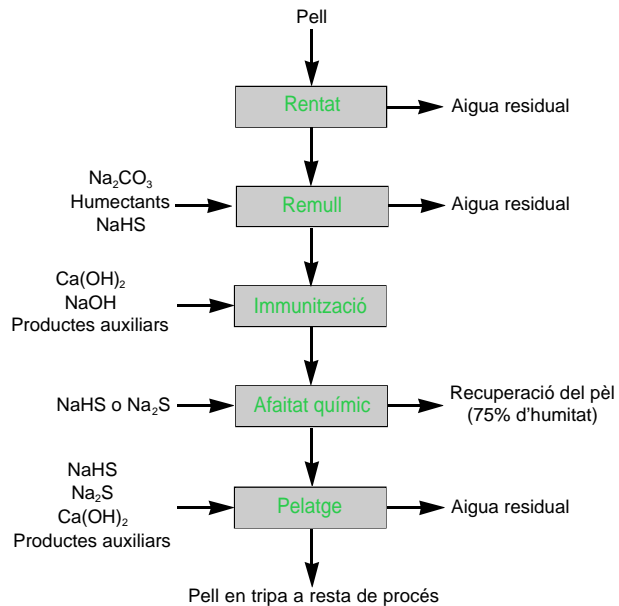 Pell
Rentat
Aigua residual
Na₂CO₃
Humectants
NaHS
Remull
Aigua residual
Ca(OH)₂
NaOH
Productes auxiliars
Immunització
NaHS o Na₂S
Afaitat químic
Recuperació del pèl
(75% d'humitat)
NaHS
Na₂S
Ca(OH)₂
Productes auxiliars
Pelatge
Aigua residual
Pell en tripa a resta de procés